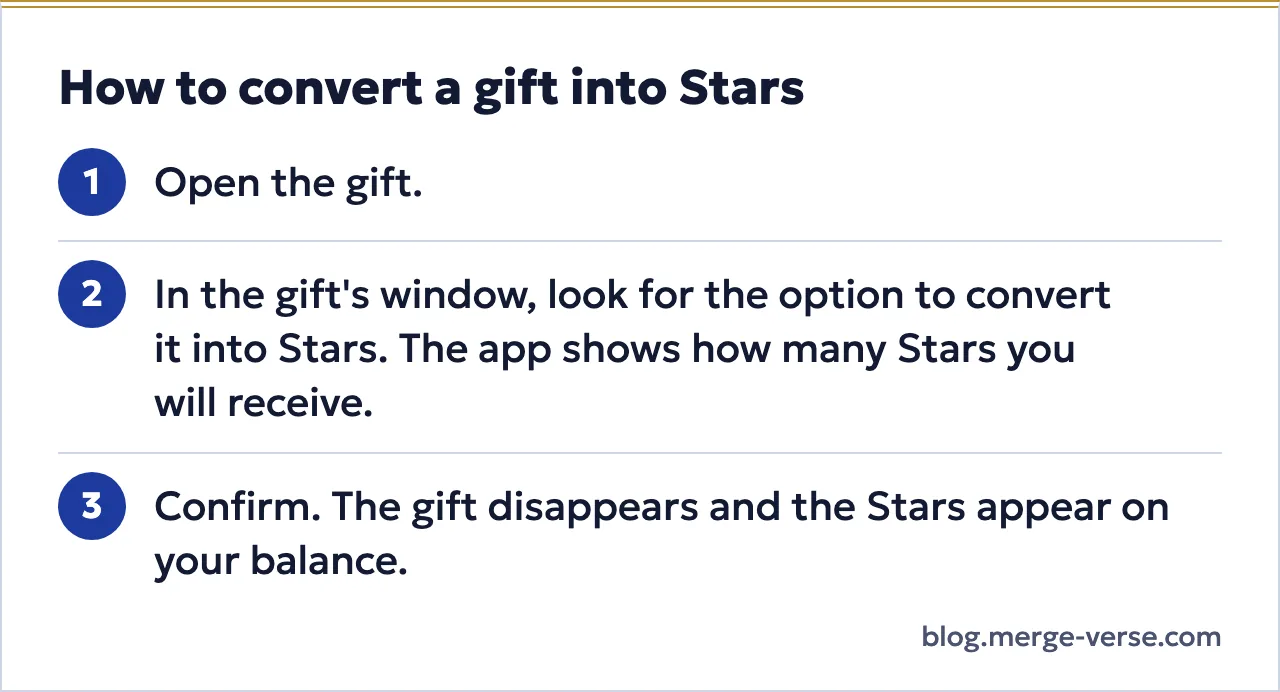 How to convert a gift into Stars
1
Open the gift.
2
In the gift's window, look for the option to convert
it into Stars. The app shows how many Stars you
will receive.
3
Confirm. The gift disappears and the Stars appear on
your balance.
blog.merge-verse.com